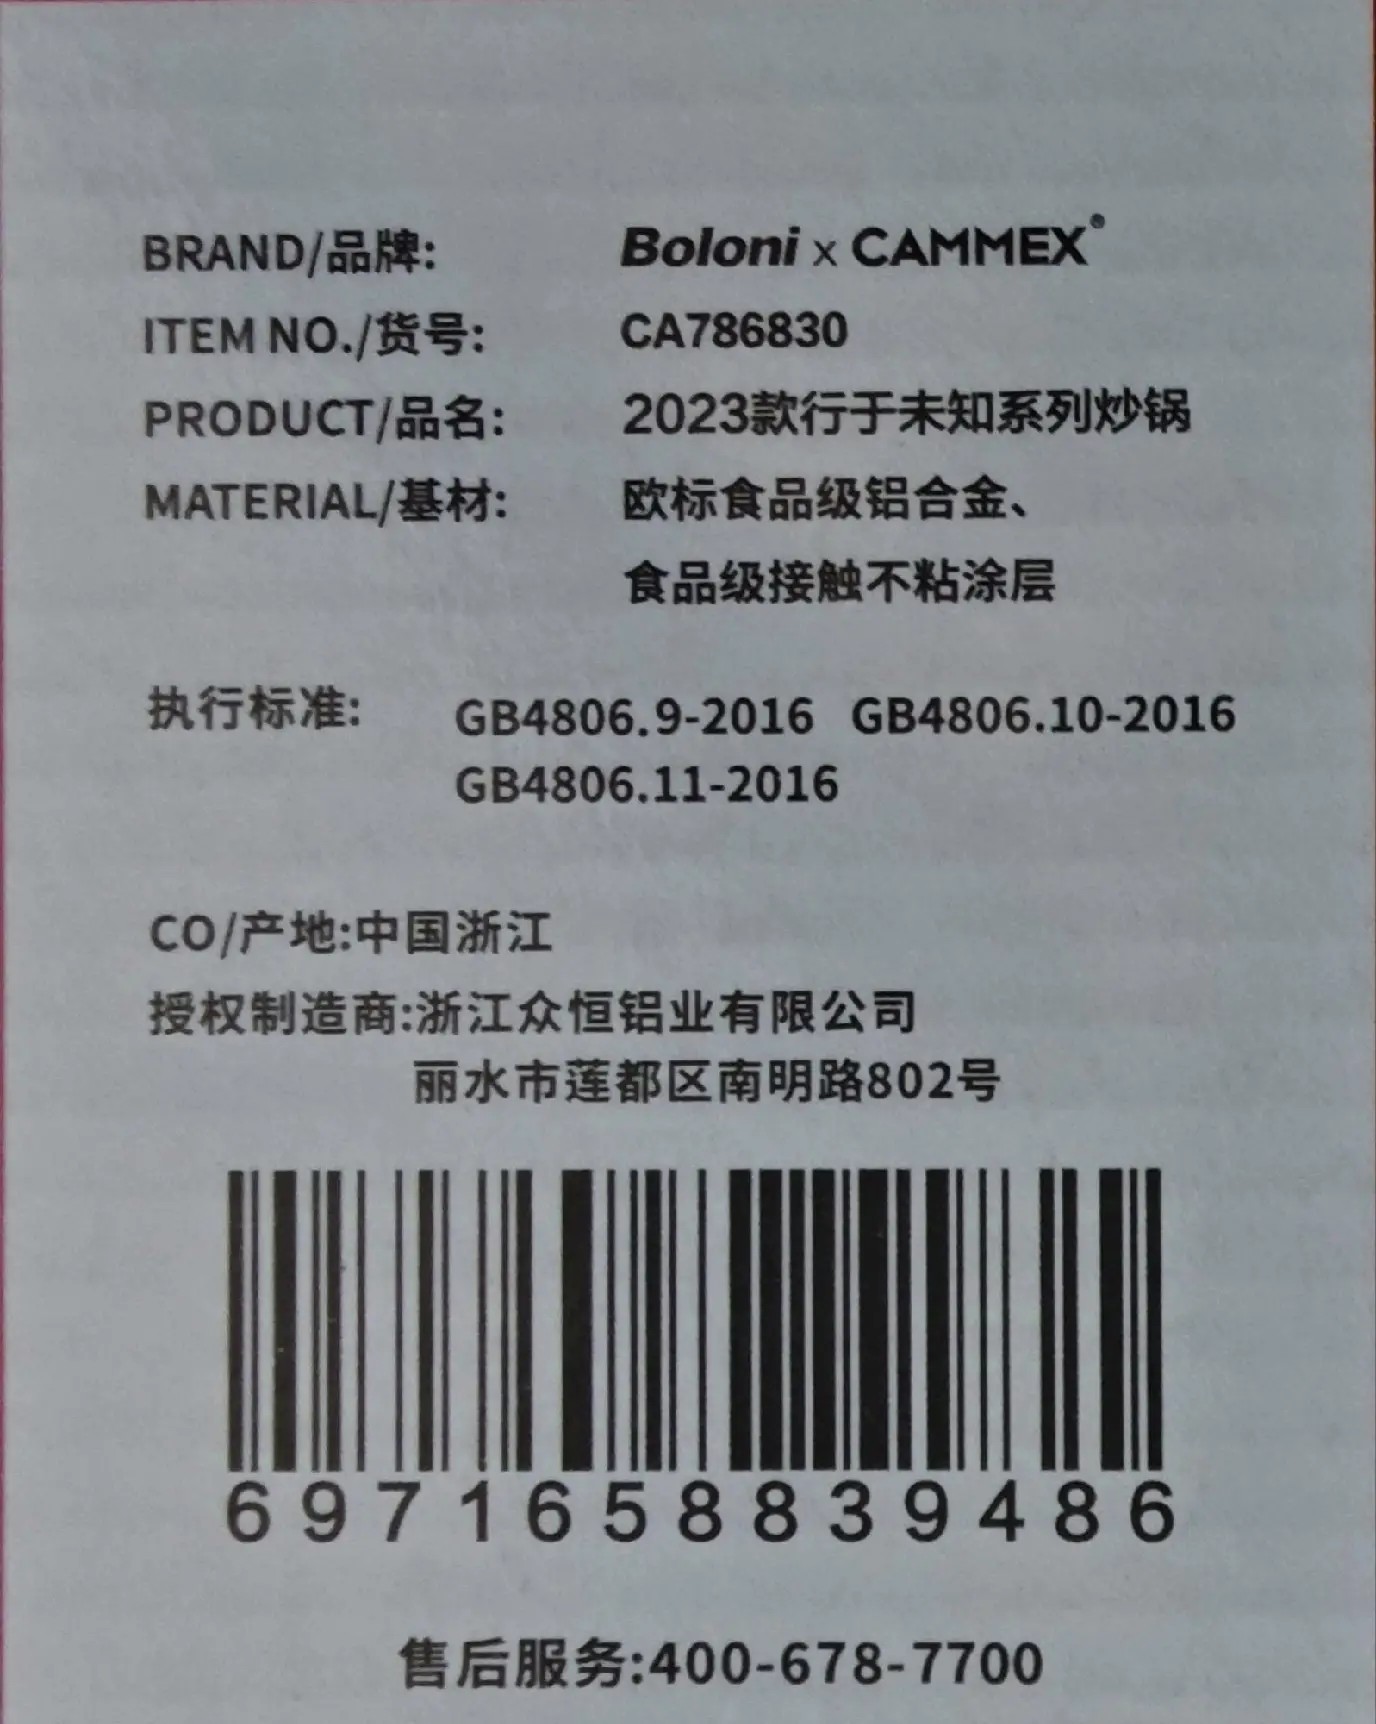 BRAND/品牌: Boloni x CAMMEX®
ITEM NO./货号: CA786830
PRODUCT/品名: 2023款行于未知系列炒锅
MATERIAL/基材: 欧标食品级铝合金、
食品级接触不粘涂层
执行标准: GB4806.9-2016 GB4806.10-2016
GB4806.11-2016
CO/产地:中国浙江
授权制造商:浙江众恒铝业有限公司
丽水市莲都区南明路802号
6971658839486
售后服务:400-678-7700